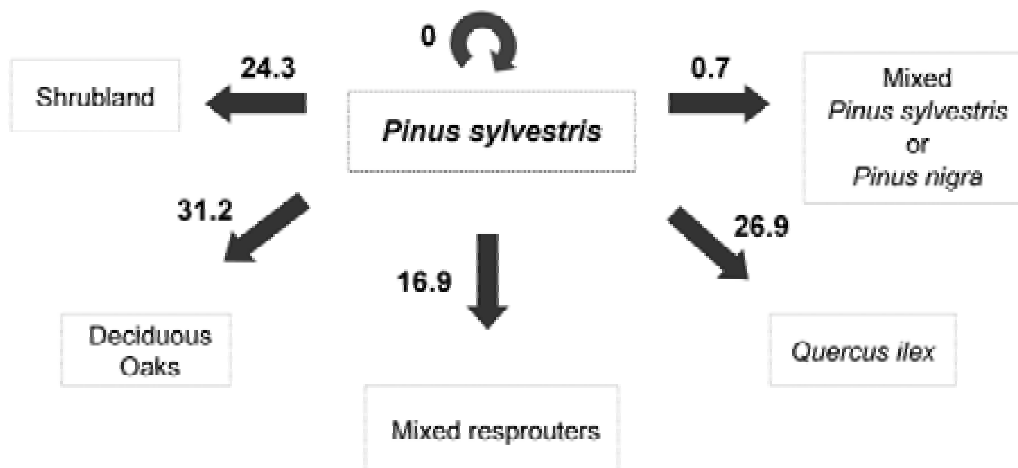 0
24.3
0.7
Shrubland
Pinus sylvestris
Mixed
Pinus sylvestris
or
Pinus nigra
31.2
26.9
16.9
Deciduous
Oaks
Quercus ilex
Mixed resprouters